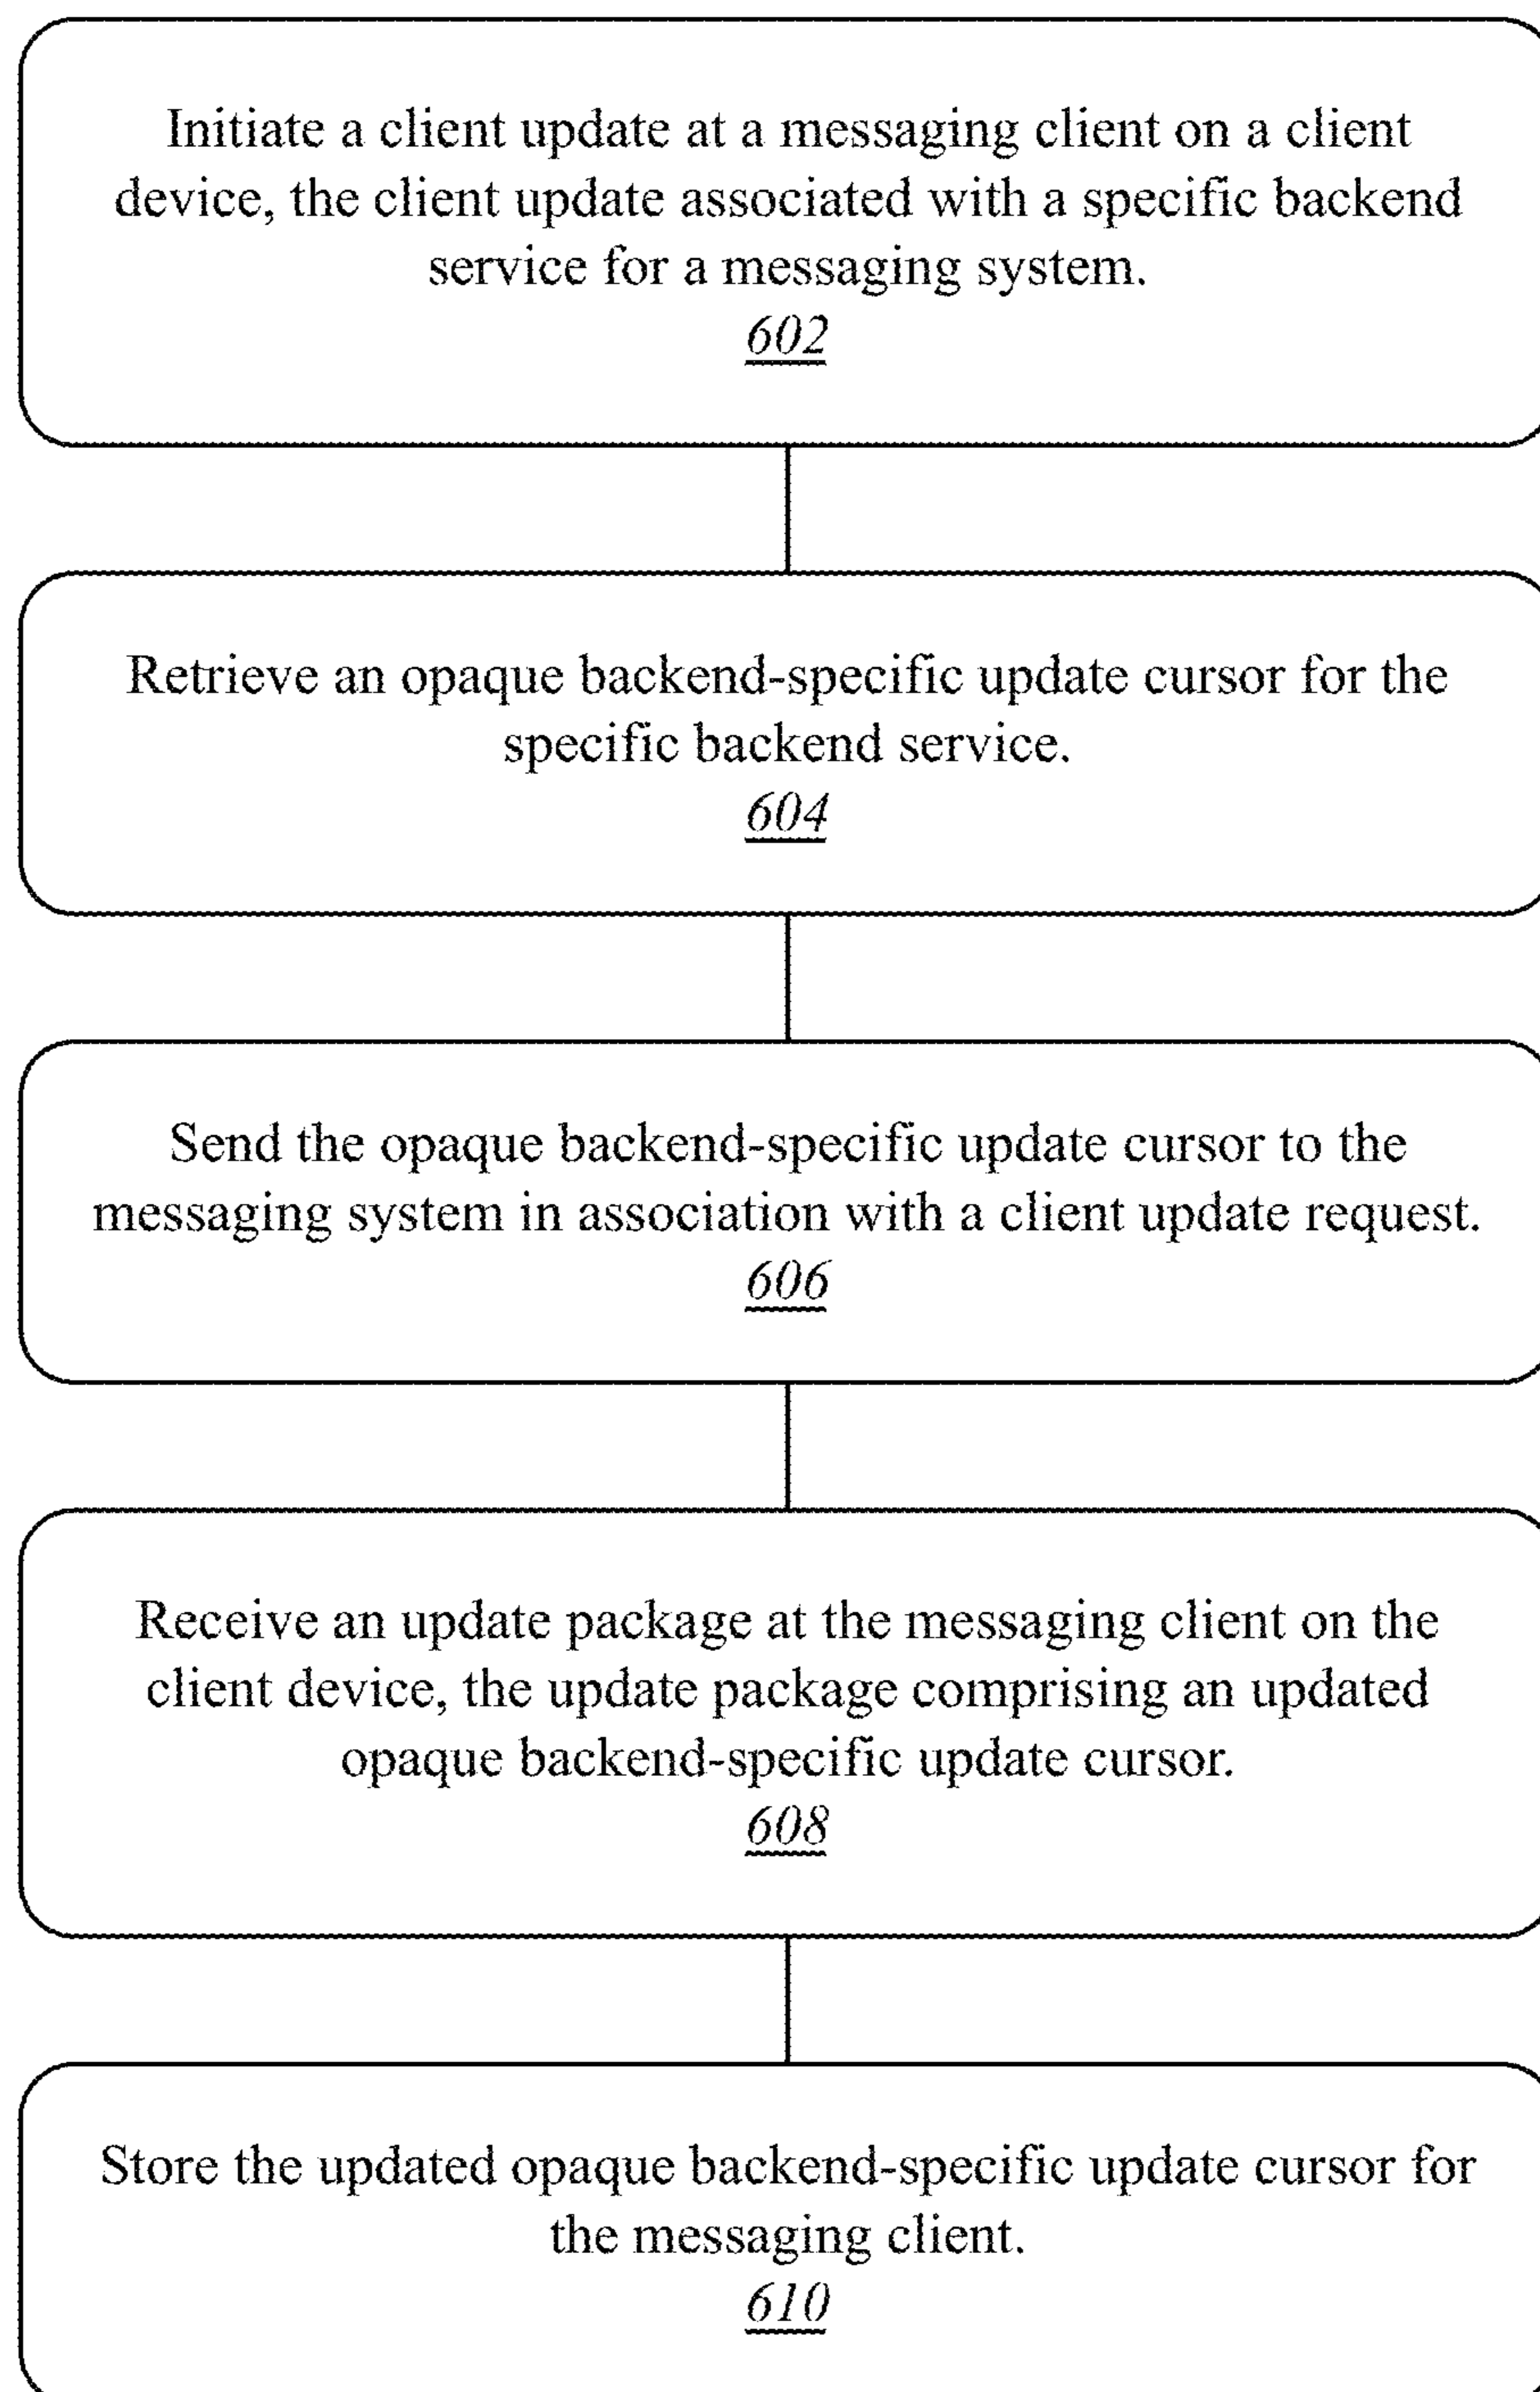 Initiate a client update at a messaging client on a client
device, the client update associated with a specific backend
service for a messaging system.
602
Retrieve an opaque backend-specific update cursor for the
specific backend service.
604
Send the opaque backend-specific update cursor to the
messaging system in association with a client update request.
606
Receive an update package at the messaging client on the
client device, the update package comprising an updated
opaque backend-specific update cursor.
608
Store the updated opaque backend-specific update cursor for
the messaging client.
610